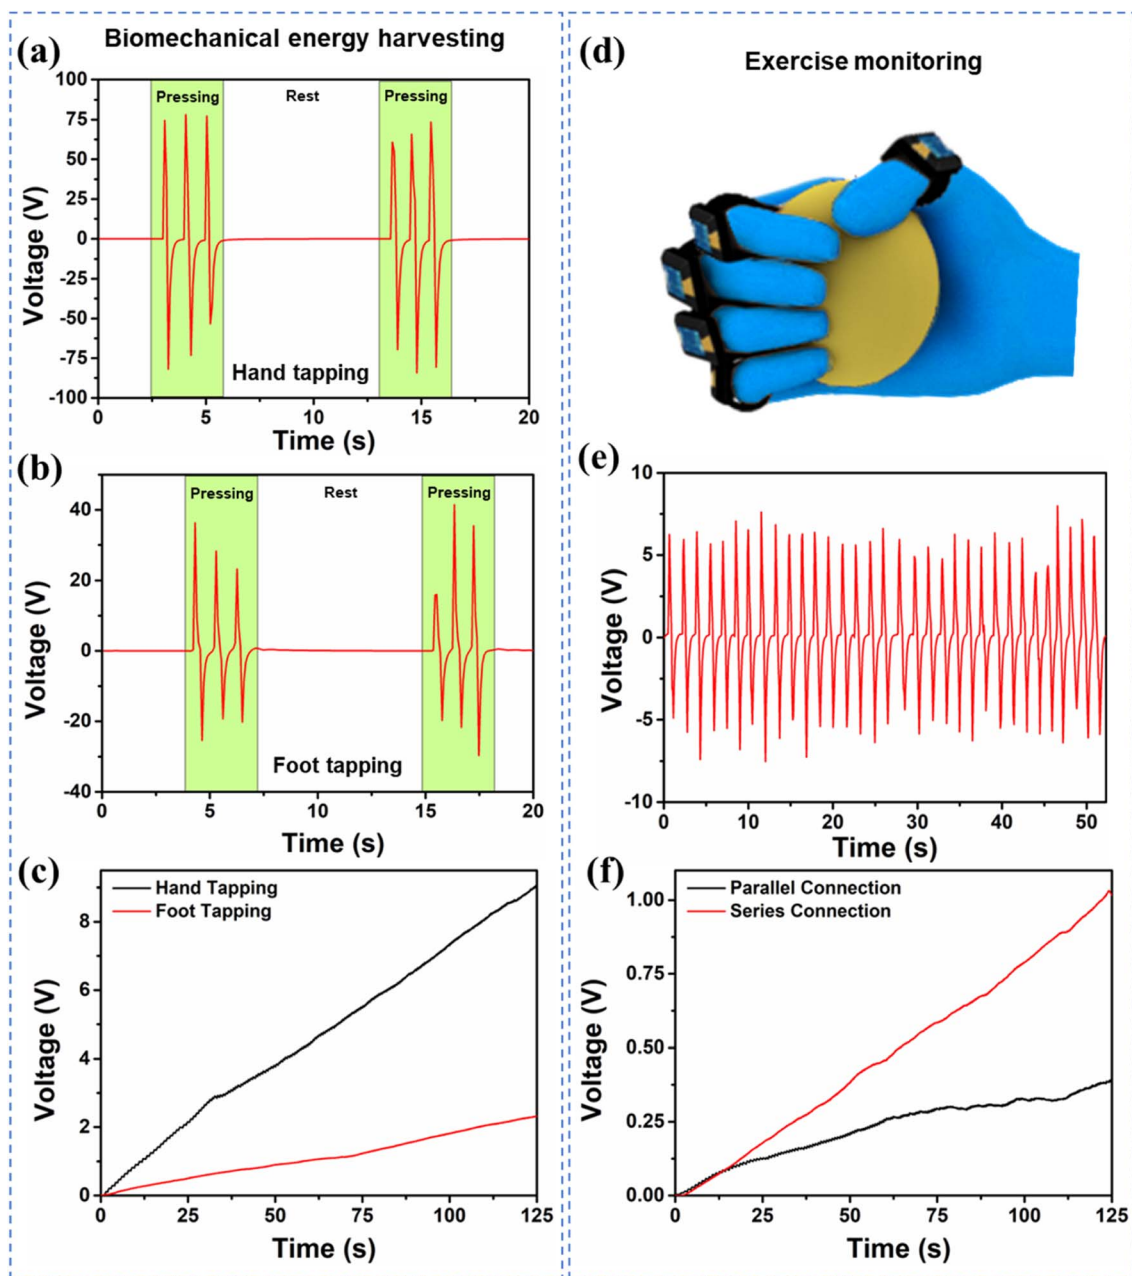 (a)
Biomechanical energy harvesting
100
75
50
25
0
-25
-50
-75
-100
Voltage (V)
Pressing
Rest
Pressing
Hand tapping
0
5
10
15
20
Time (s)
(b)
40
20
0
-20
-40
Voltage (V)
Pressing
Rest
Pressing
Foot tapping
0
5
10
15
20
Time (s)
(c)
8
6
4
2
0
Voltage (V)
Hand Tapping
Foot Tapping
0
25
50
75
100
125
Time (s)
(d)
Exercise monitoring
(e)
10
5
0
-5
-10
Voltage (V)
0
10
20
30
40
50
Time (s)
(f)
1.00
0.75
0.50
0.25
0.00
Voltage (V)
Parallel Connection
Series Connection
0
25
50
75
100
125
Time (s)